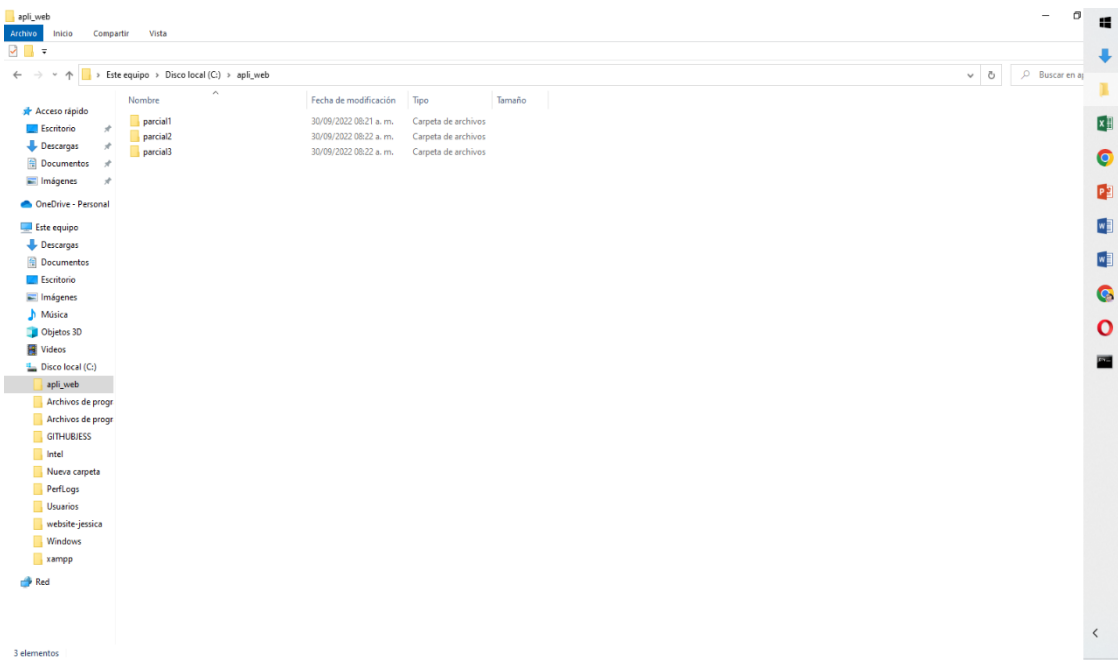 apli_web
Archivo Inicio Compartir Vista
Este equipo > Disco local (C:) > apli_web
Buscar en ap
Nombre Fecha de modificación Tipo Tamaño
parcial1 30/09/2022 08:21 a. m. Carpeta de archivos
parcial2 30/09/2022 08:22 a. m. Carpeta de archivos
parcial3 30/09/2022 08:22 a. m. Carpeta de archivos
Acceso rápido
Escritorio
Descargas
Documentos
Imágenes
OneDrive - Personal
Este equipo
Descargas
Documentos
Escritorio
Imágenes
Música
Objetos 3D
Videos
Disco local (C:)
apli_web
Archivos de progr
Archivos de progr
GITHUBJESS
Intel
Nueva carpeta
PerfLogs
Usuarios
website-jessica
Windows
xampp
Red
3 elementos